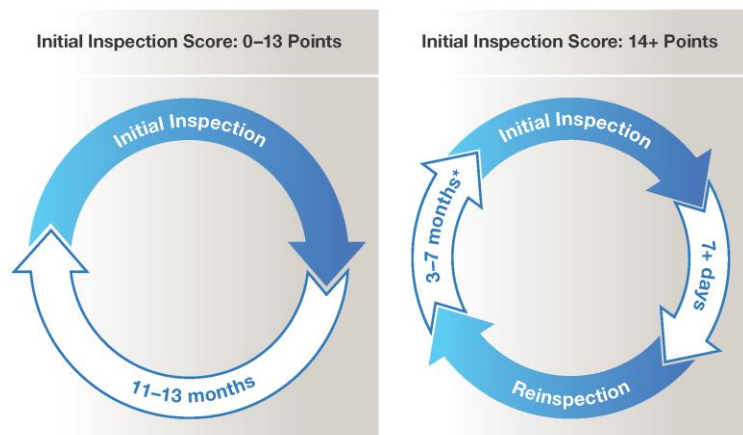 Initial Inspection Score: 0–13 Points
Initial Inspection
11–13 months
Initial Inspection Score: 14+ Points
Initial Inspection
7+ days
Reinspection
3–7 months*